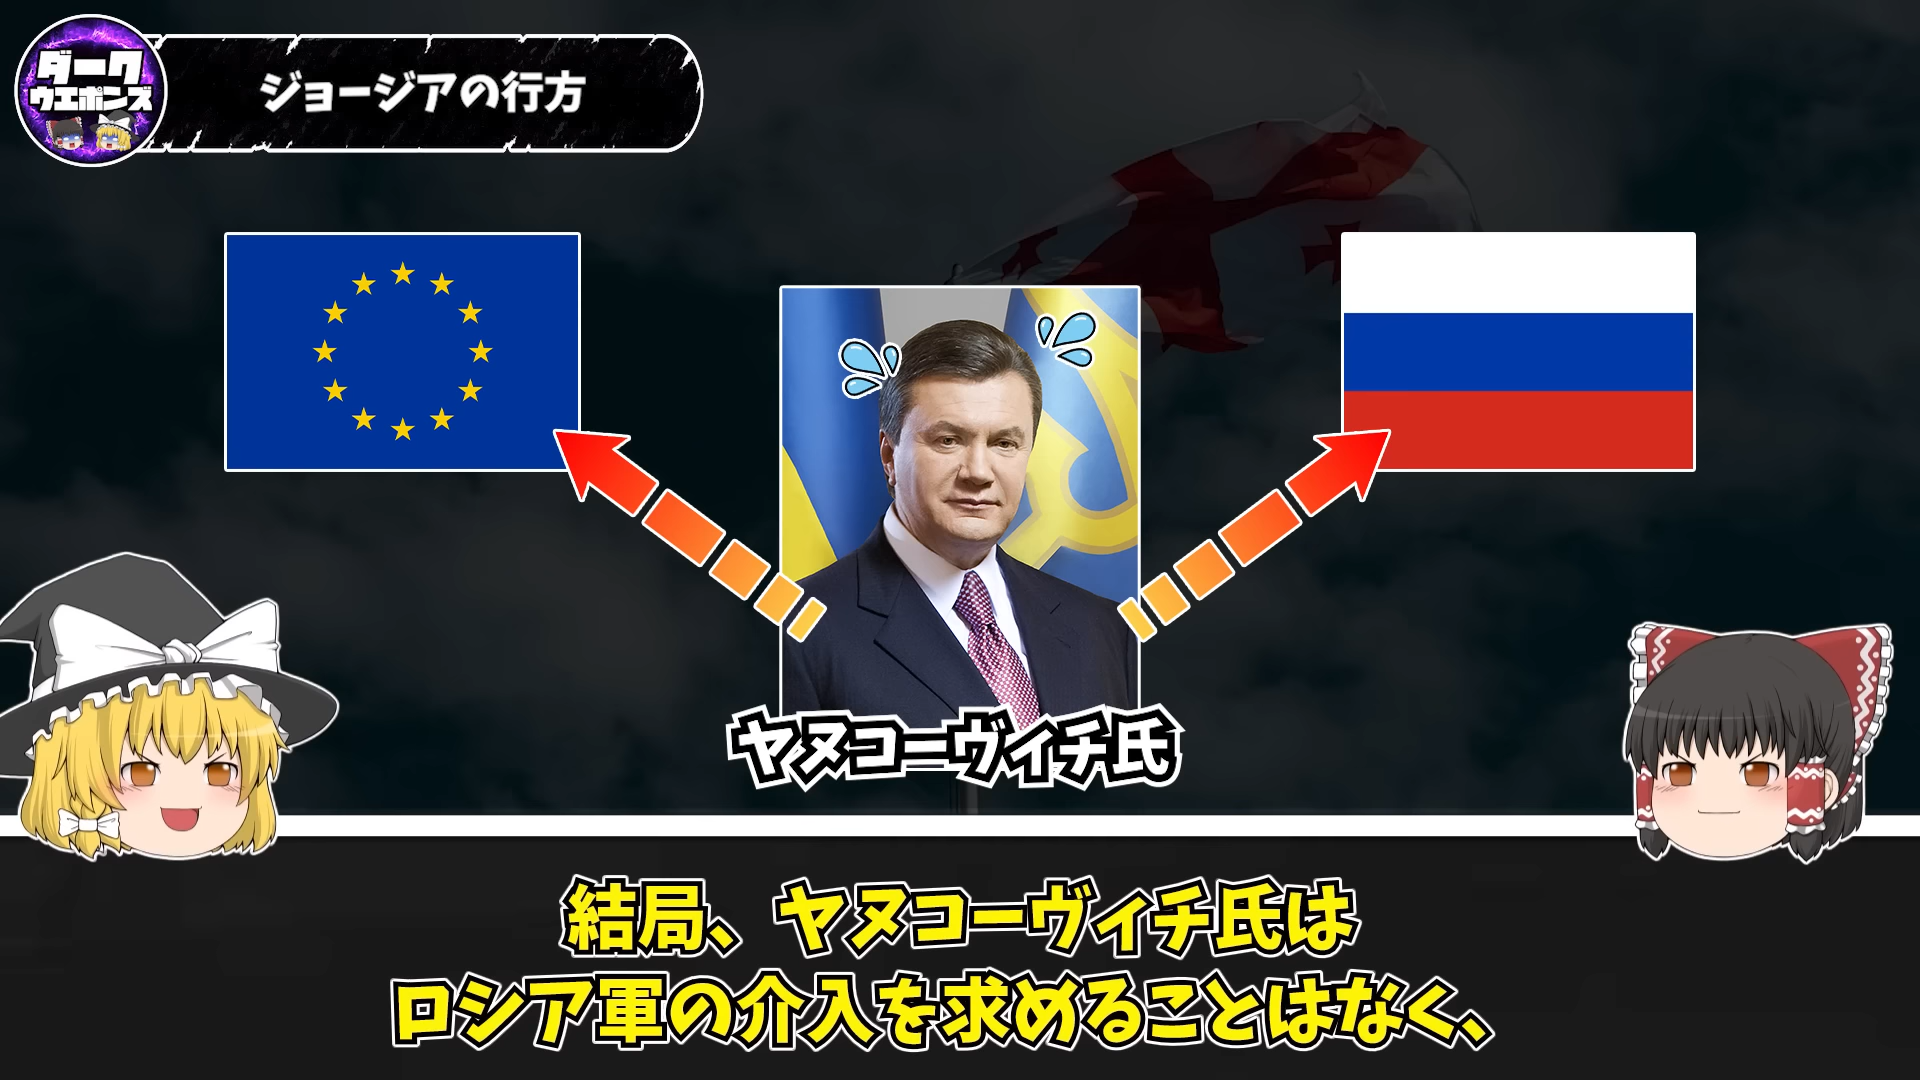 ダーク
ウエポンズ
ジョージアの行方
ヤヌコーヴィチ氏
結局、ヤヌコーヴィチ氏は
ロシア軍の介入を求めることはなく、